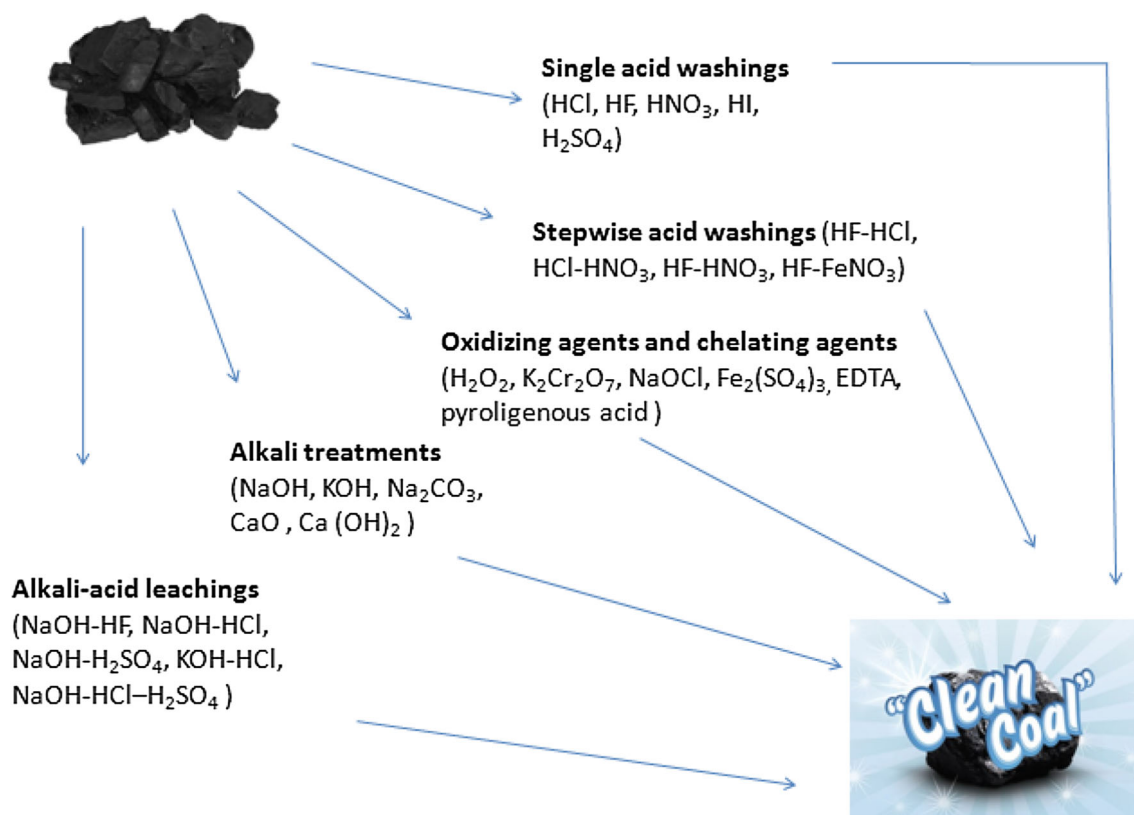 Single acid washings
(HCl, HF, HNO₃, HI,
H₂SO₄)
Stepwise acid washings (HF-HCl,
HCl-HNO₃, HF-HNO₃, HF-FeNO₃)
Oxidizing agents and chelating agents
(H₂O₂, K₂Cr₂O₇, NaOCl, Fe₂(SO₄)₃, EDTA,
pyroligenous acid )
Alkali treatments
(NaOH, KOH, Na₂CO₃,
CaO , Ca (OH)₂ )
Alkali-acid leachings
(NaOH-HF, NaOH-HCl,
NaOH-H₂SO₄, KOH-HCl,
NaOH-HCl–H₂SO₄ )
“Clean
Coal”